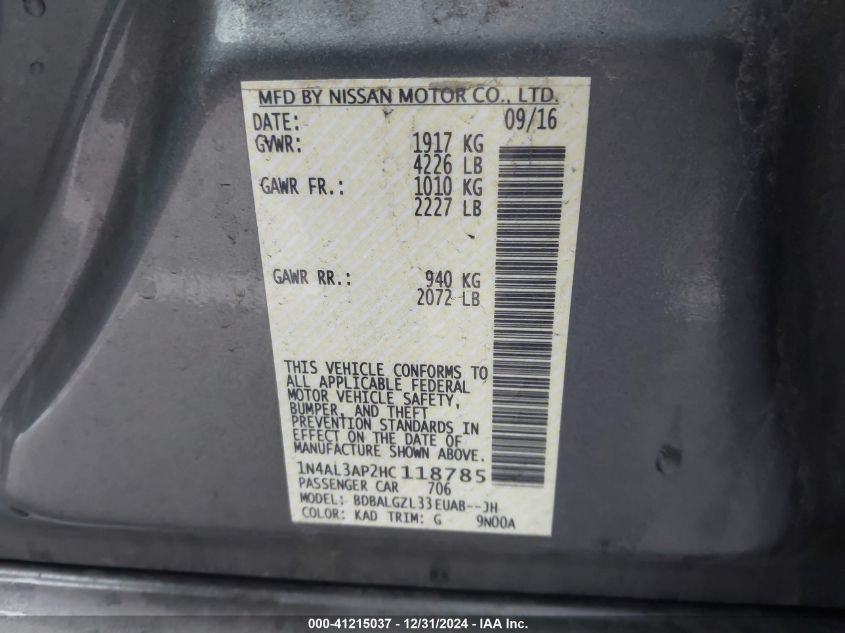 MFD BY NISSAN MOTOR CO., LTD.
DATE: 09/16
GVWR: 1917 KG
4226 LB
GAWR FR.: 1010 KG
2227 LB
GAWR RR.: 940 KG
2072 LB
THIS VEHICLE CONFORMS TO
ALL APPLICABLE FEDERAL
MOTOR VEHICLE SAFETY,
BUMPER, AND THEFT
PREVENTION STANDARDS IN
EFFECT ON THE DATE OF
MANUFACTURE SHOWN ABOVE.
1N4AL3AP2HC118785
PASSENGER CAR 706
MODEL: BDBALGZL33EUAB--JH
COLOR: KAD TRIM: G 9N00A
000-41215037 - 12/31/2024 - IAA Inc.